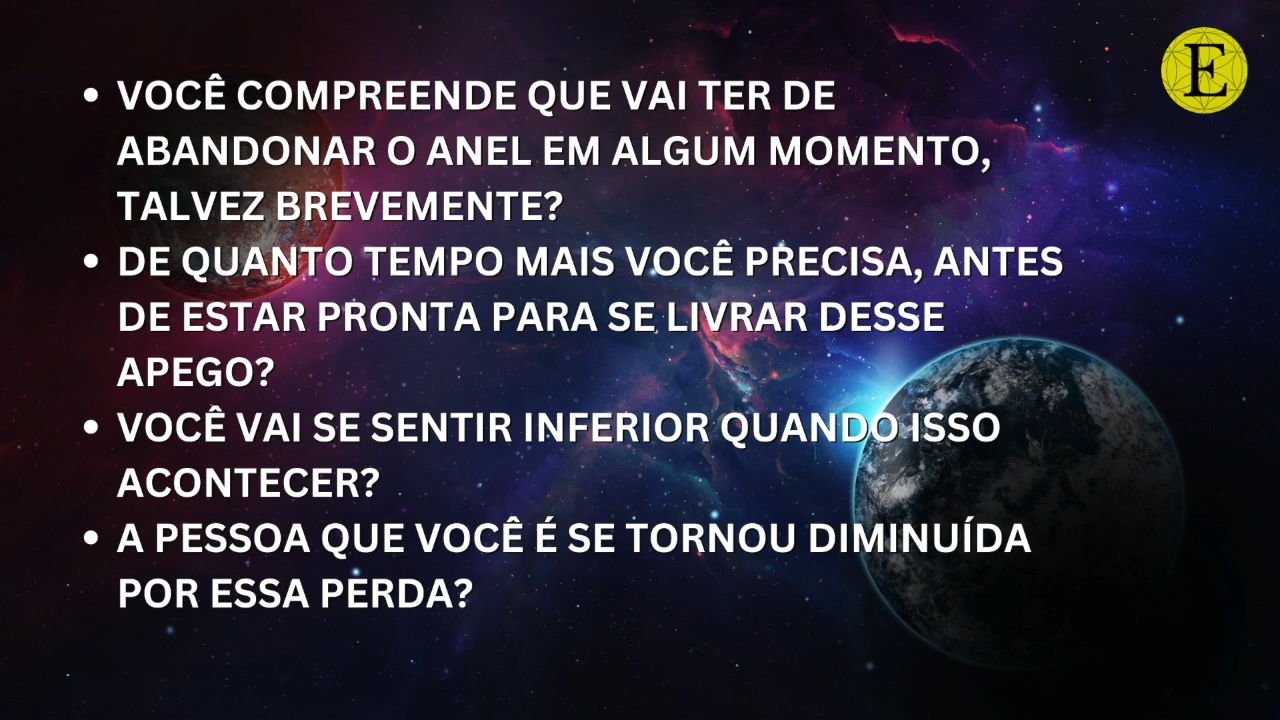 • VOCÊ COMPREENDE QUE VAI TER DE
ABANDONAR O ANEL EM ALGUM MOMENTO,
TALVEZ BREVEMENTE?
• DE QUANTO TEMPO MAIS VOCÊ PRECISA, ANTES
DE ESTAR PRONTA PARA SE LIVRAR DESSE
APEGO?
• VOCÊ VAI SE SENTIR INFERIOR QUANDO ISSO
ACONTECER?
• A PESSOA QUE VOCÊ É SE TORNOU DIMINUÍDA
POR ESSA PERDA?
E